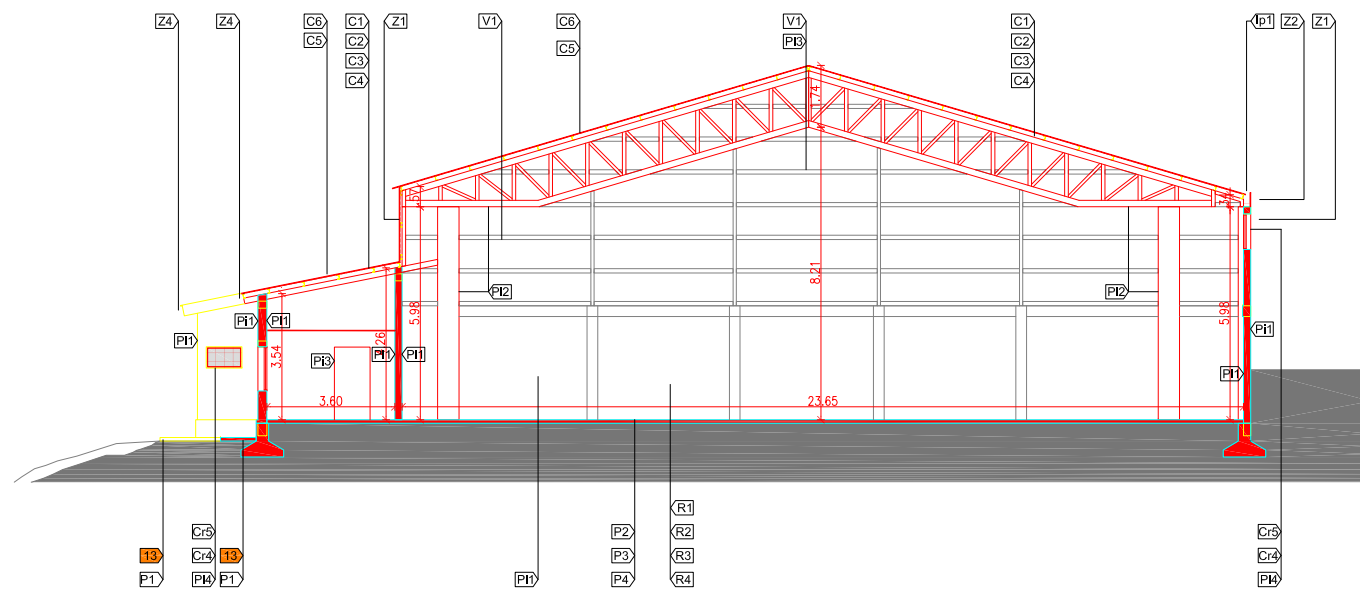 Z4
Z4
C6
C1
Z1
V1
C6
V1
C1
Ip1
Z2
Z1
C5
C2
C5
Pl3
C2
C3
C3
C4
C4
1.74
8.21
5.98
Pl2
Pl2
5.98
Pl1
Pi1
Pl1
Pi1
3.54
Pi3
Pl1
Pl1
Pl1
3.60
23.65
R1
Cr5
P2
R2
Cr5
13
Cr4
13
P3
R3
Cr4
P1
Pl4
P1
Pl1
P4
R4
Pl4